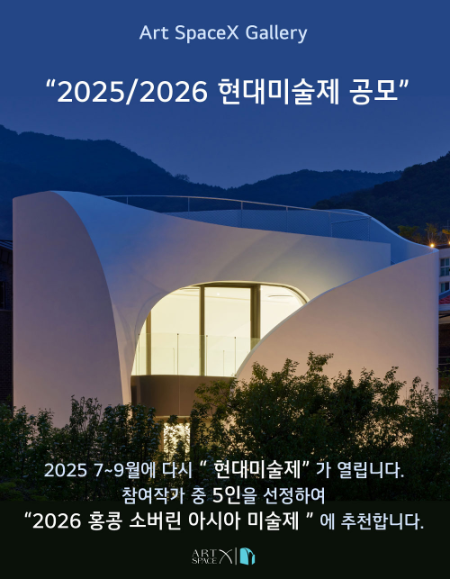 Art SpaceX Gallery
“2025/2026 현대미술제 공모”
2025 7~9월에 다시 “ 현대미술제” 가 열립니다.
참여작가 중 5인을 선정하여
“2026 홍콩 소버린 아시아 미술제 ” 에 추천합니다.
ART
SPACE X